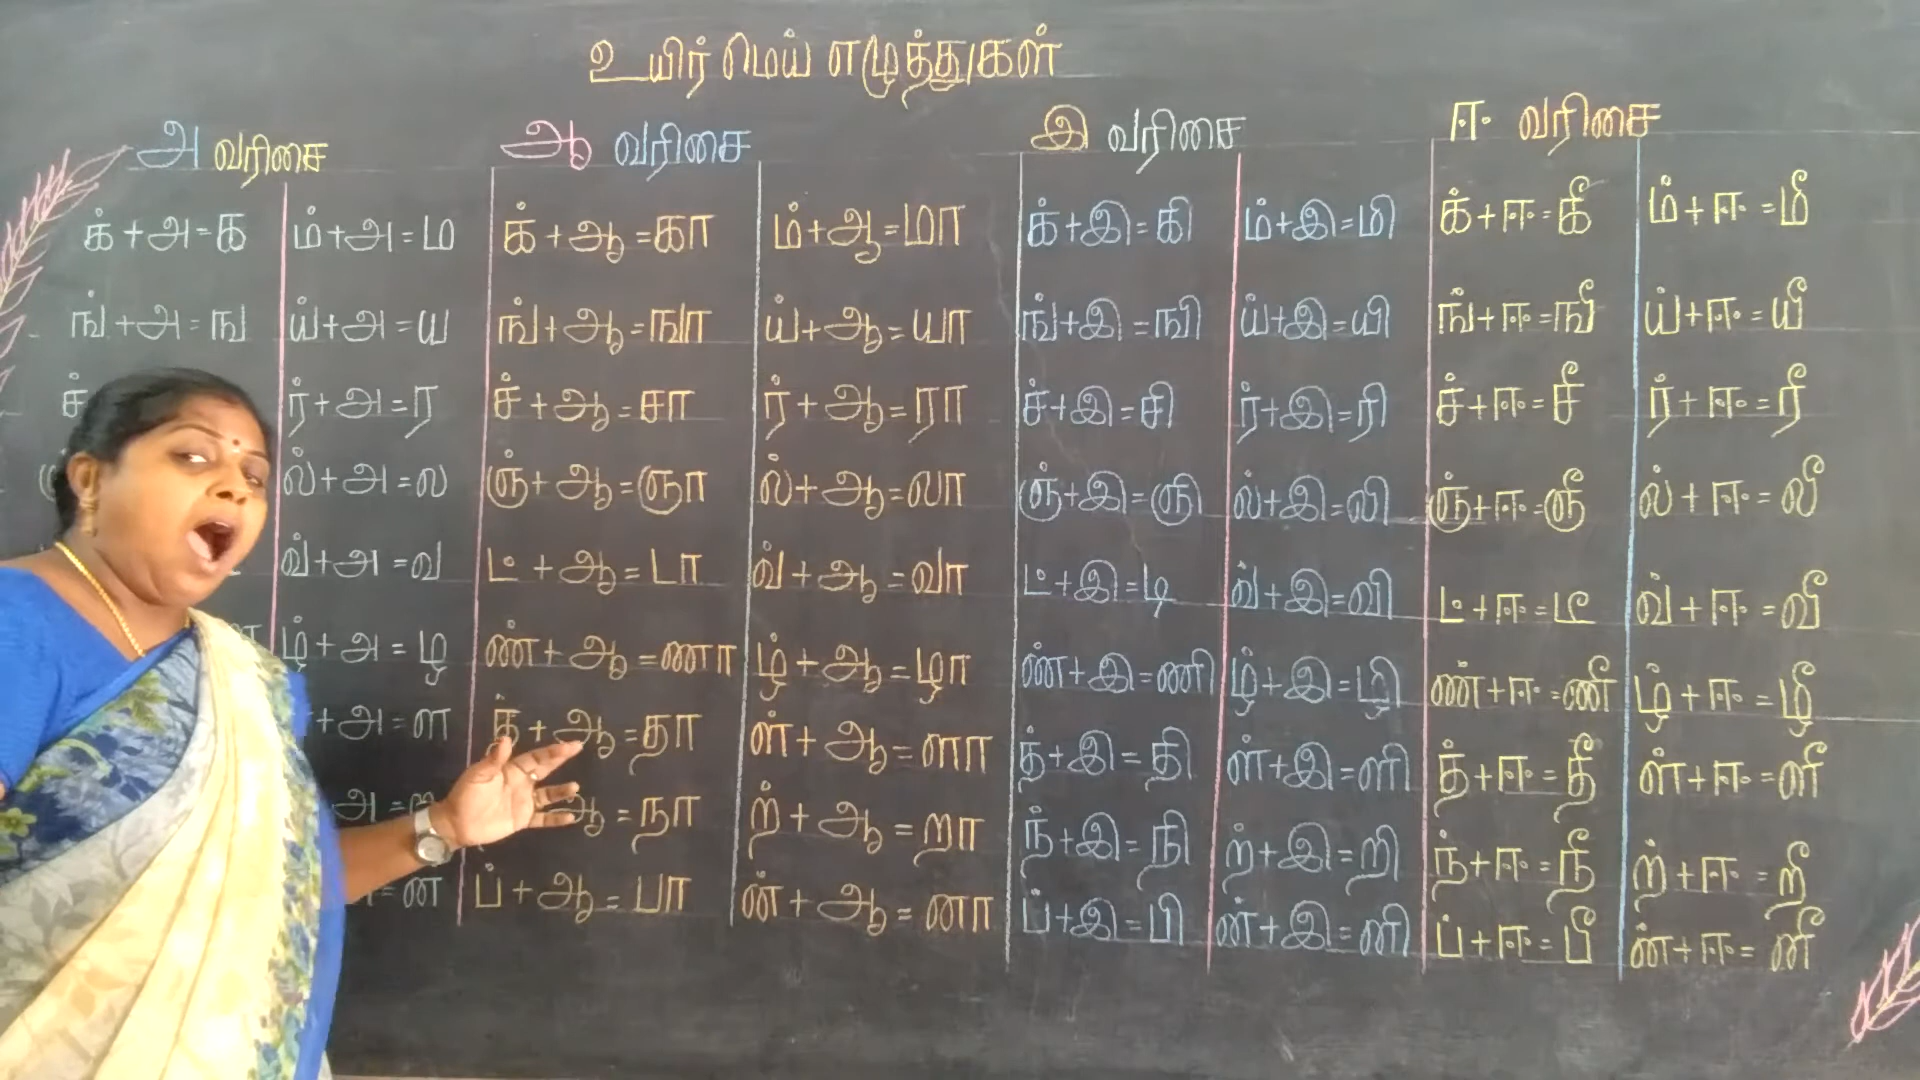 உயிர் மெய் எழுத்துகள்
அ வரிசை ஆ வரிசை இ வரிசை ஈ வரிசை
க்+அ=க ம்+அ=ம க்+ஆ=கா ம்+ஆ=மா க்+இ=கி ம்+இ=மி க்+ஈ=கீ ம்+ஈ=மீ
ங்+அ=ங ய்+அ=ய ங்+ஆ=ஙா ய்+ஆ=யா ங்+இ=ஙி ய்+இ=யி ங்+ஈ=ஙீ ய்+ஈ=யீ
ச் ர்+அ=ர ச்+ஆ=சா ர்+ஆ=ரா ச்+இ=சி ர்+இ=ரி ச்+ஈ=சீ ர்+ஈ=ரீ
ல்+அ=ல ஞ்+ஆ=ஞா ல்+ஆ=லா ஞ்+இ=ஞி ல்+இ=லி ஞ்+ஈ=ஞீ ல்+ஈ=லீ
வ்+அ=வ ட்+ஆ=டா வ்+ஆ=வா ட்+இ=டி வ்+இ=வி ட்+ஈ=டீ வ்+ஈ=வீ
ழ்+அ=ழ ண்+ஆ=ணா ழ்+ஆ=ழா ண்+இ=ணி ழ்+இ=ழி ண்+ஈ=ணீ ழ்+ஈ=ழீ
+அ=ள த்+ஆ=தா ள்+ஆ=ளா த்+இ=தி ள்+இ=ளி த்+ஈ=தீ ள்+ஈ=ளீ
அ= ஆ=நா ற்+ஆ=றா ந்+இ=நி ற்+இ=றி ந்+ஈ=நீ ற்+ஈ=றீ
=ன ப்+ஆ=பா ன்+ஆ=னா ப்+இ=பி ன்+இ=னி ப்+ஈ=பீ ன்+ஈ=னீ